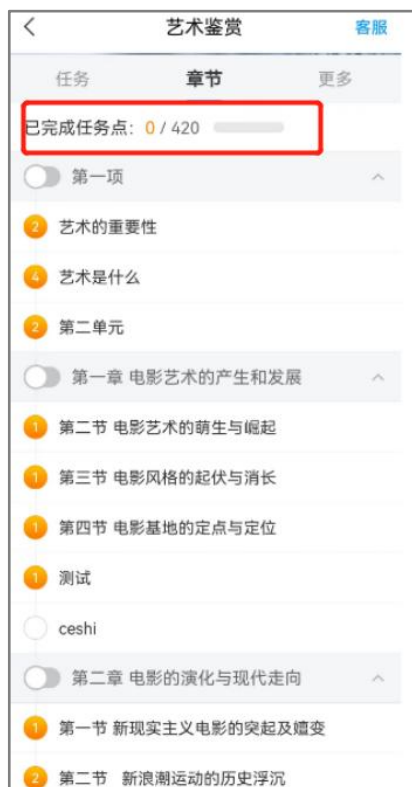 艺术鉴赏 客服
任务 章节 更多
已完成任务点：0 / 420
第一项
2 艺术的重要性
4 艺术是什么
2 第二单元
第一章 电影艺术的产生和发展
1 第二节 电影艺术的萌生与崛起
1 第三节 电影风格的起伏与消长
1 第四节 电影基地的定点与定位
1 测试
ceshi
第二章 电影的演化与现代走向
1 第一节 新现实主义电影的突起及嬗变
2 第二节 新浪潮运动的历史浮沉